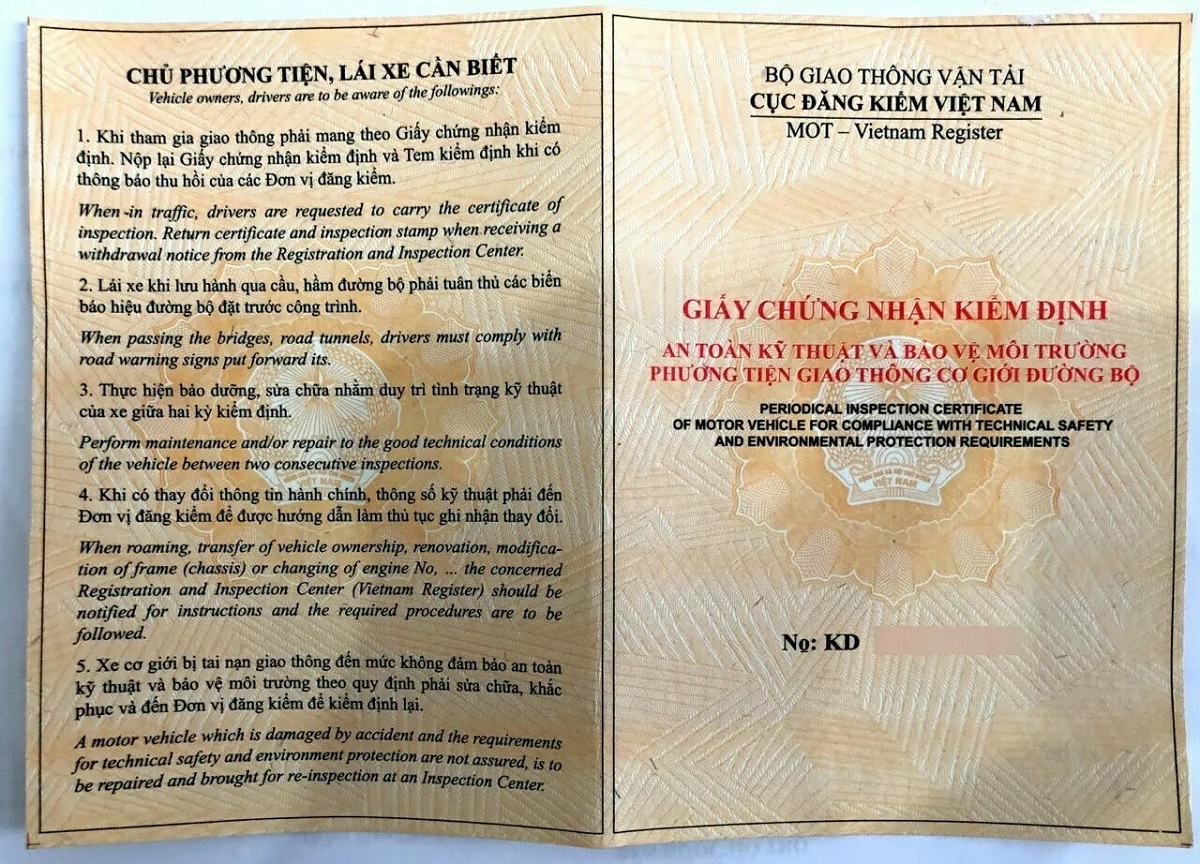 CHỦ PHƯƠNG TIỆN, LÁI XE CẦN BIẾT
Vehicle owners, drivers are to be aware of the followings:
1. Khi tham gia giao thông phải mang theo Giấy chứng nhận kiểm
định. Nộp lại Giấy chứng nhận kiểm định và Tem kiểm định khi có
thông báo thu hồi của các Đơn vị đăng kiểm.
When in traffic, drivers are requested to carry the certificate of
inspection. Return certificate and inspection stamp when receiving a
withdrawal notice from the Registration and Inspection Center.
2. Lái xe khi lưu hành qua cầu, hầm đường bộ phải tuân thủ các biển
báo hiệu đường bộ đặt trước công trình.
When passing the bridges, road tunnels, drivers must comply with
road warning signs put forward its.
3. Thực hiện bảo dưỡng, sửa chữa nhằm duy trì tình trạng kỹ thuật
của xe giữa hai kỳ kiểm định.
Perform maintenance and/or repair to the good technical conditions
of the vehicle between two consecutive inspections.
4. Khi có thay đổi thông tin hành chính, thông số kỹ thuật phải đến
Đơn vị đăng kiểm để được hướng dẫn làm thủ tục ghi nhận thay đổi.
When roaming, transfer of vehicle ownership, renovation, modifica-
tion of frame (chassis) or changing of engine No, ... the concerned
Registration and Inspection Center (Vietnam Register) should be
notified for instructions and the required procedures are to be
followed.
5. Xe cơ giới bị tai nạn giao thông đến mức không đảm bảo an toàn
kỹ thuật và bảo vệ môi trường theo quy định phải sửa chữa, khắc
phục và đến Đơn vị đăng kiểm để kiểm định lại.
A motor vehicle which is damaged by accident and the requirements
for technical safety and environment protection are not assured, is to
be repaired and brought for re-inspection at an Inspection Center.
BỘ GIAO THÔNG VẬN TẢI
CỤC ĐĂNG KIỂM VIỆT NAM
MOT – Vietnam Register
GIẤY CHỨNG NHẬN KIỂM ĐỊNH
AN TOÀN KỸ THUẬT VÀ BẢO VỆ MÔI TRƯỜNG
PHƯƠNG TIỆN GIAO THÔNG CƠ GIỚI ĐƯỜNG BỘ
PERIODICAL INSPECTION CERTIFICATE
OF MOTOR VEHICLE FOR COMPLIANCE WITH TECHNICAL SAFETY
AND ENVIRONMENTAL PROTECTION REQUIREMENTS
VIỆT NAM
Nọ: KD